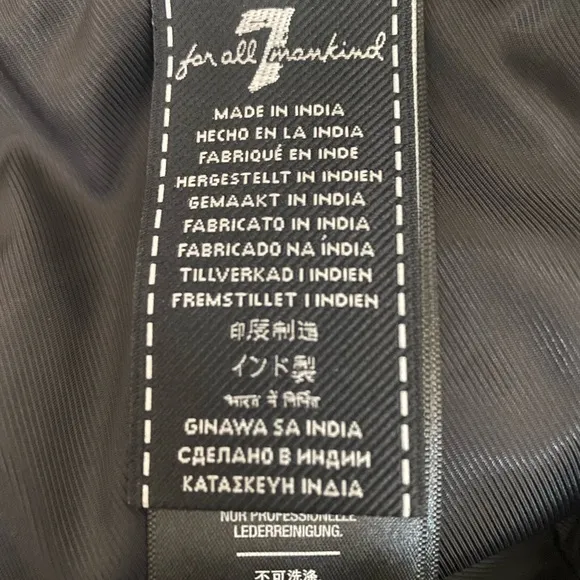 7
for all mankind
MADE IN INDIA
HECHO EN LA INDIA
FABRIQUÉ EN INDE
HERGESTELLT IN INDIEN
GEMAAKT IN INDIA
FABRICATO IN INDIA
FABRICADO NA ÍNDIA
TILLVERKAD I INDIEN
FREMSTILLET I INDIEN
印度制造
インド製
भारत में निर्मित
GINAWA SA INDIA
СДЕЛАНО В ИНДИИ
ΚΑΤΑΣΚΕΥΗ ΙΝΔΙΑ
NUR PROFESSIONELLE
LEDERREINIGUNG.
不可洗涤